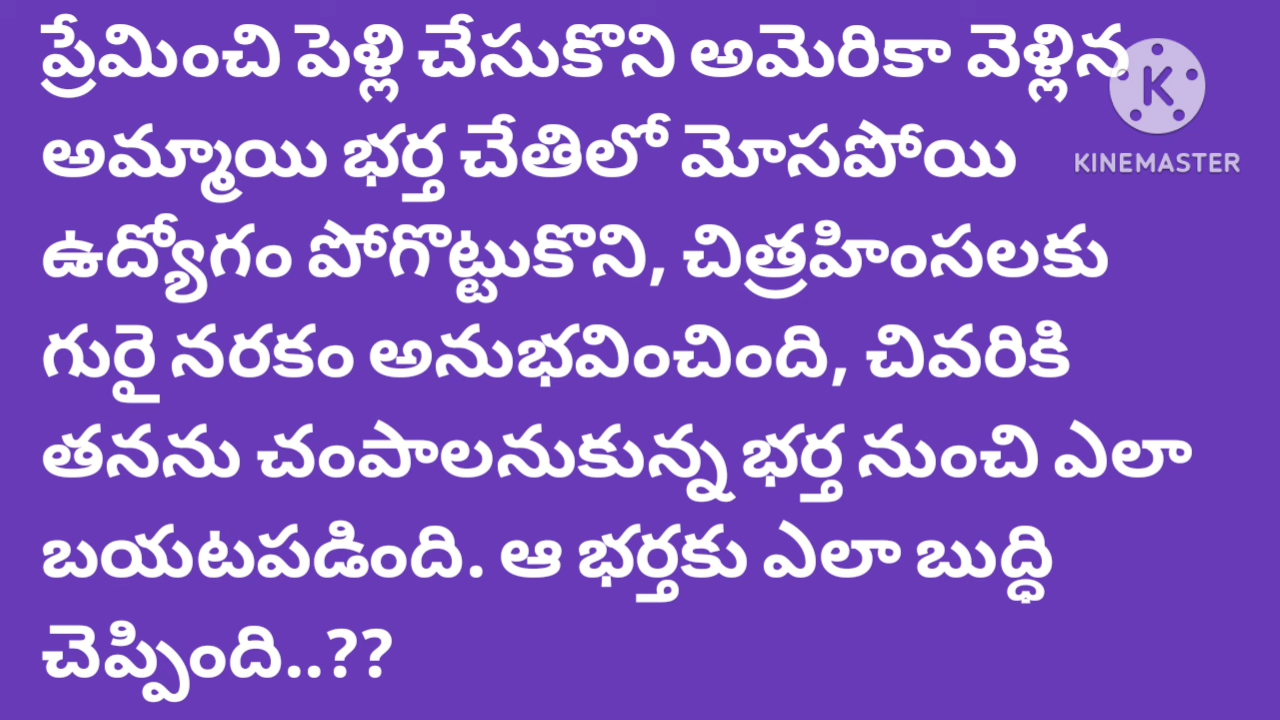 ప్రేమించి పెళ్లి చేసుకొని అమెరికా వెళ్లిన
అమ్మాయి భర్త చేతిలో మోసపోయి
ఉద్యోగం పోగొట్టుకొని, చిత్రహింసలకు
గురై నరకం అనుభవించింది, చివరికి
తనను చంపాలనుకున్న భర్త నుంచి ఎలా
బయటపడింది. ఆ భర్తకు ఎలా బుద్ధి
చెప్పింది..??
K
KINEMASTER